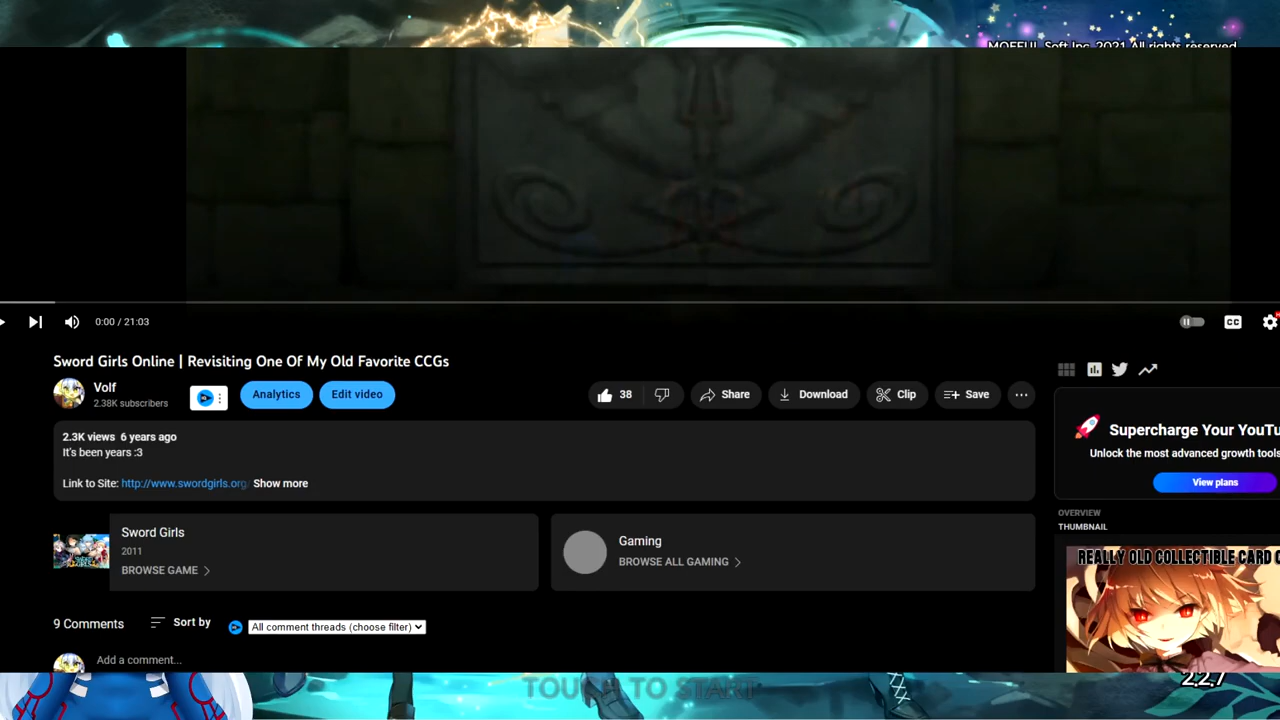 MOFFUL Soft Inc. 2021 All rights reserved
0:00 / 21:03
CC
Sword Girls Online | Revisiting One Of My Old Favorite CCGs
Volf
2.38K subscribers
Analytics
Edit video
38
Share
Download
Clip
Save
2.3K views 6 years ago
It's been years :3
Link to Site: http://www.swordgirls.org/ Show more
Sword Girls
2011
BROWSE GAME
Gaming
BROWSE ALL GAMING
9 Comments
Sort by
All comment threads (choose filter)
Add a comment...
Supercharge Your YouTu
Unlock the most advanced growth tools
View plans
OVERVIEW
THUMBNAIL
REALLY OLD COLLECTIBLE CARD
TOUCH TO START
2.2.7